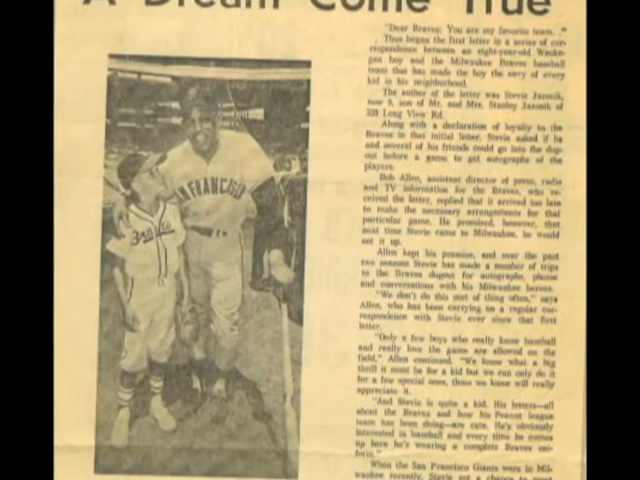 A Dream Come True
"Dear Braves: You are my favorite team. ."
Thus began the first letter in a series of cor-
respondence between an eight-year-old Wauke-
gan boy and the Milwaukee Braves baseball
team that has made the boy the envy of every
kid in his neighborhood.
The author of the letter was Stevie Jaronik,
now 9, son of Mr. and Mrs. Stanley Jaronik of
Long View Rd.
Along with a declaration of loyalty to the
Braves in that initial letter, Stevie asked if he
and several of his friends could go into the dug-
out before a game to get autographs of the
players.
Bob Allen, assistant director of press, radio
and TV information for the Braves, who re-
ceived the letter, replied that it arrived too late
to make the necessary arrangements for that
particular game. He promised, however, that
next time Stevie came to Milwaukee, he would
set it up.
Allen kept his promise, and over the past
two seasons Stevie has made a number of trips
to the Braves dugout for autographs, photos
and conversations with his Milwaukee heroes.
"We don't do this sort of thing often," says
Allen, who has been carrying on a regular cor-
respondence with Stevie ever since that first
letter.
"Only a few boys who really know baseball
and really love the game are allowed on the
field," Allen continued. "We know what a big
thrill it must be for a kid but we can only do it
for a few special ones, those we know will really
appreciate it.
"And Stevie is quite a kid. His letters—all
about the Braves and how his Peanut league
team has been doing—are cute. He's obviously
interested in baseball and every time he comes
up here he's wearing a complete Braves uni-
form."
When the San Francisco Giants were in Mil-
waukee recently, Stevie got a chance to meet
SAN FRANCISCO
Braves